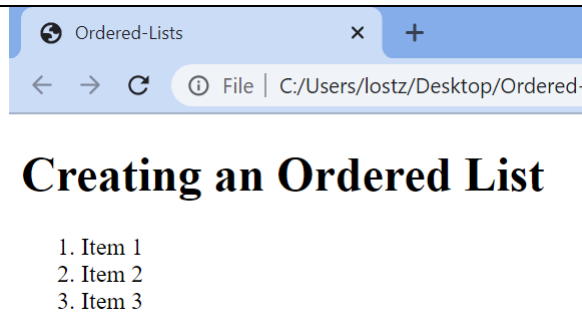 Ordered-Lists
File | C:/Users/lostz/Desktop/Ordered-
Creating an Ordered List
1. Item 1
2. Item 2
3. Item 3